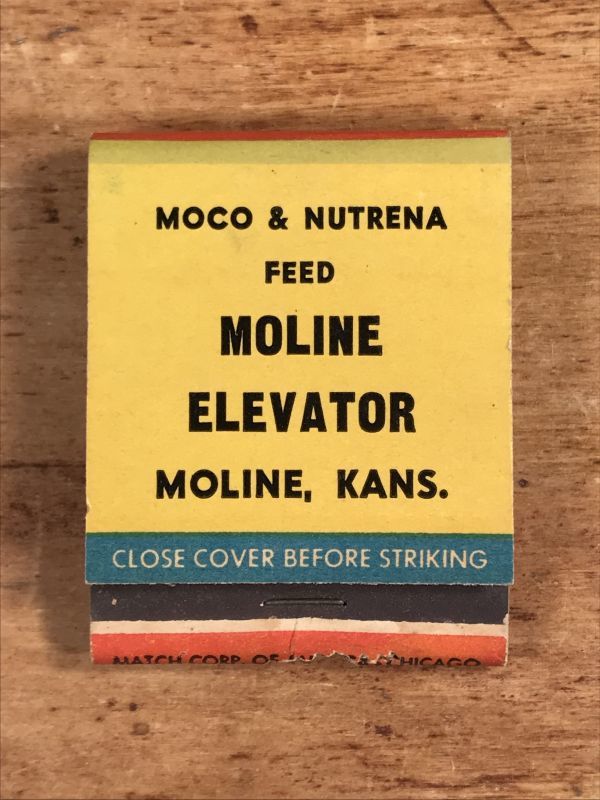 MOCO & NUTRENA
FEED
MOLINE
ELEVATOR
MOLINE, KANS.
CLOSE COVER BEFORE STRIKING
MATCH CORP. OF CHICAGO